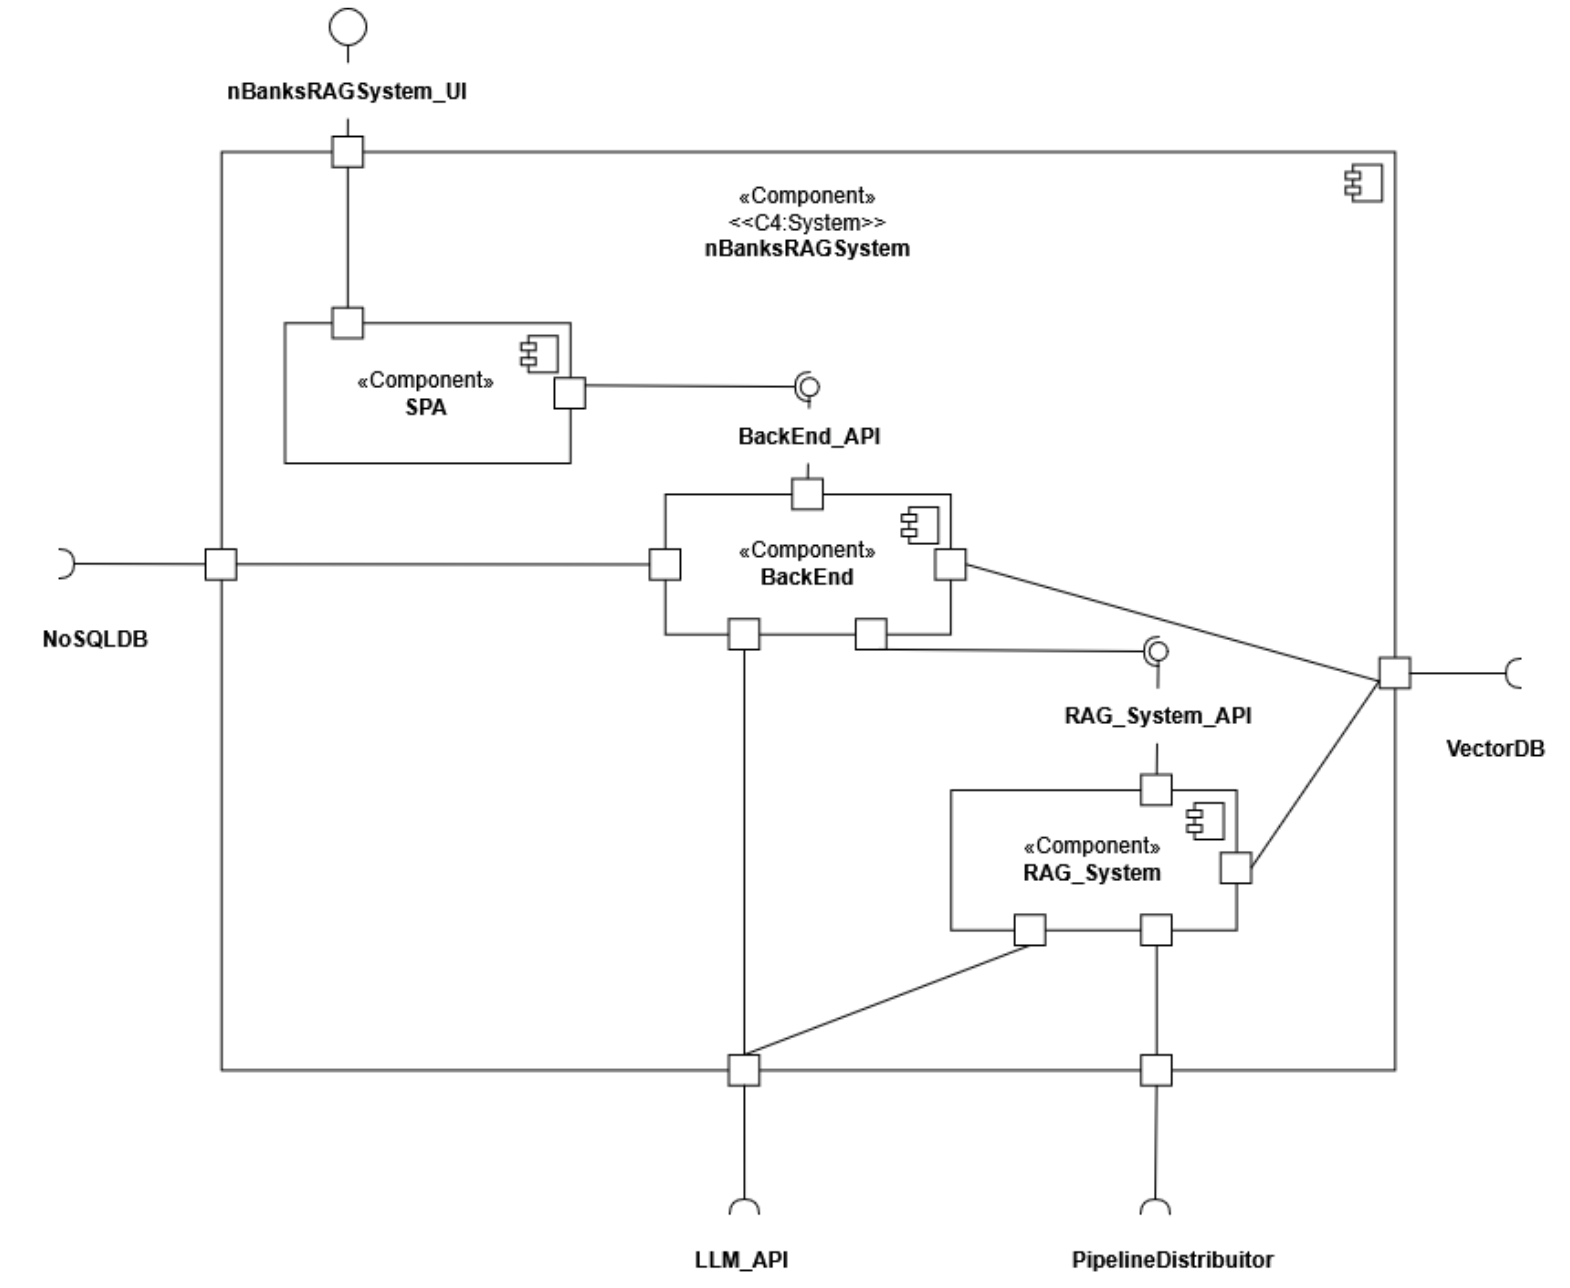 nBanksRAGSystem_UI
«Component»
<<C4:System>>
nBanksRAGSystem
«Component»
SPA
BackEnd_API
«Component»
BackEnd
NoSQLDB
RAG_System_API
VectorDB
«Component»
RAG_System
LLM_API
PipelineDistribuitor